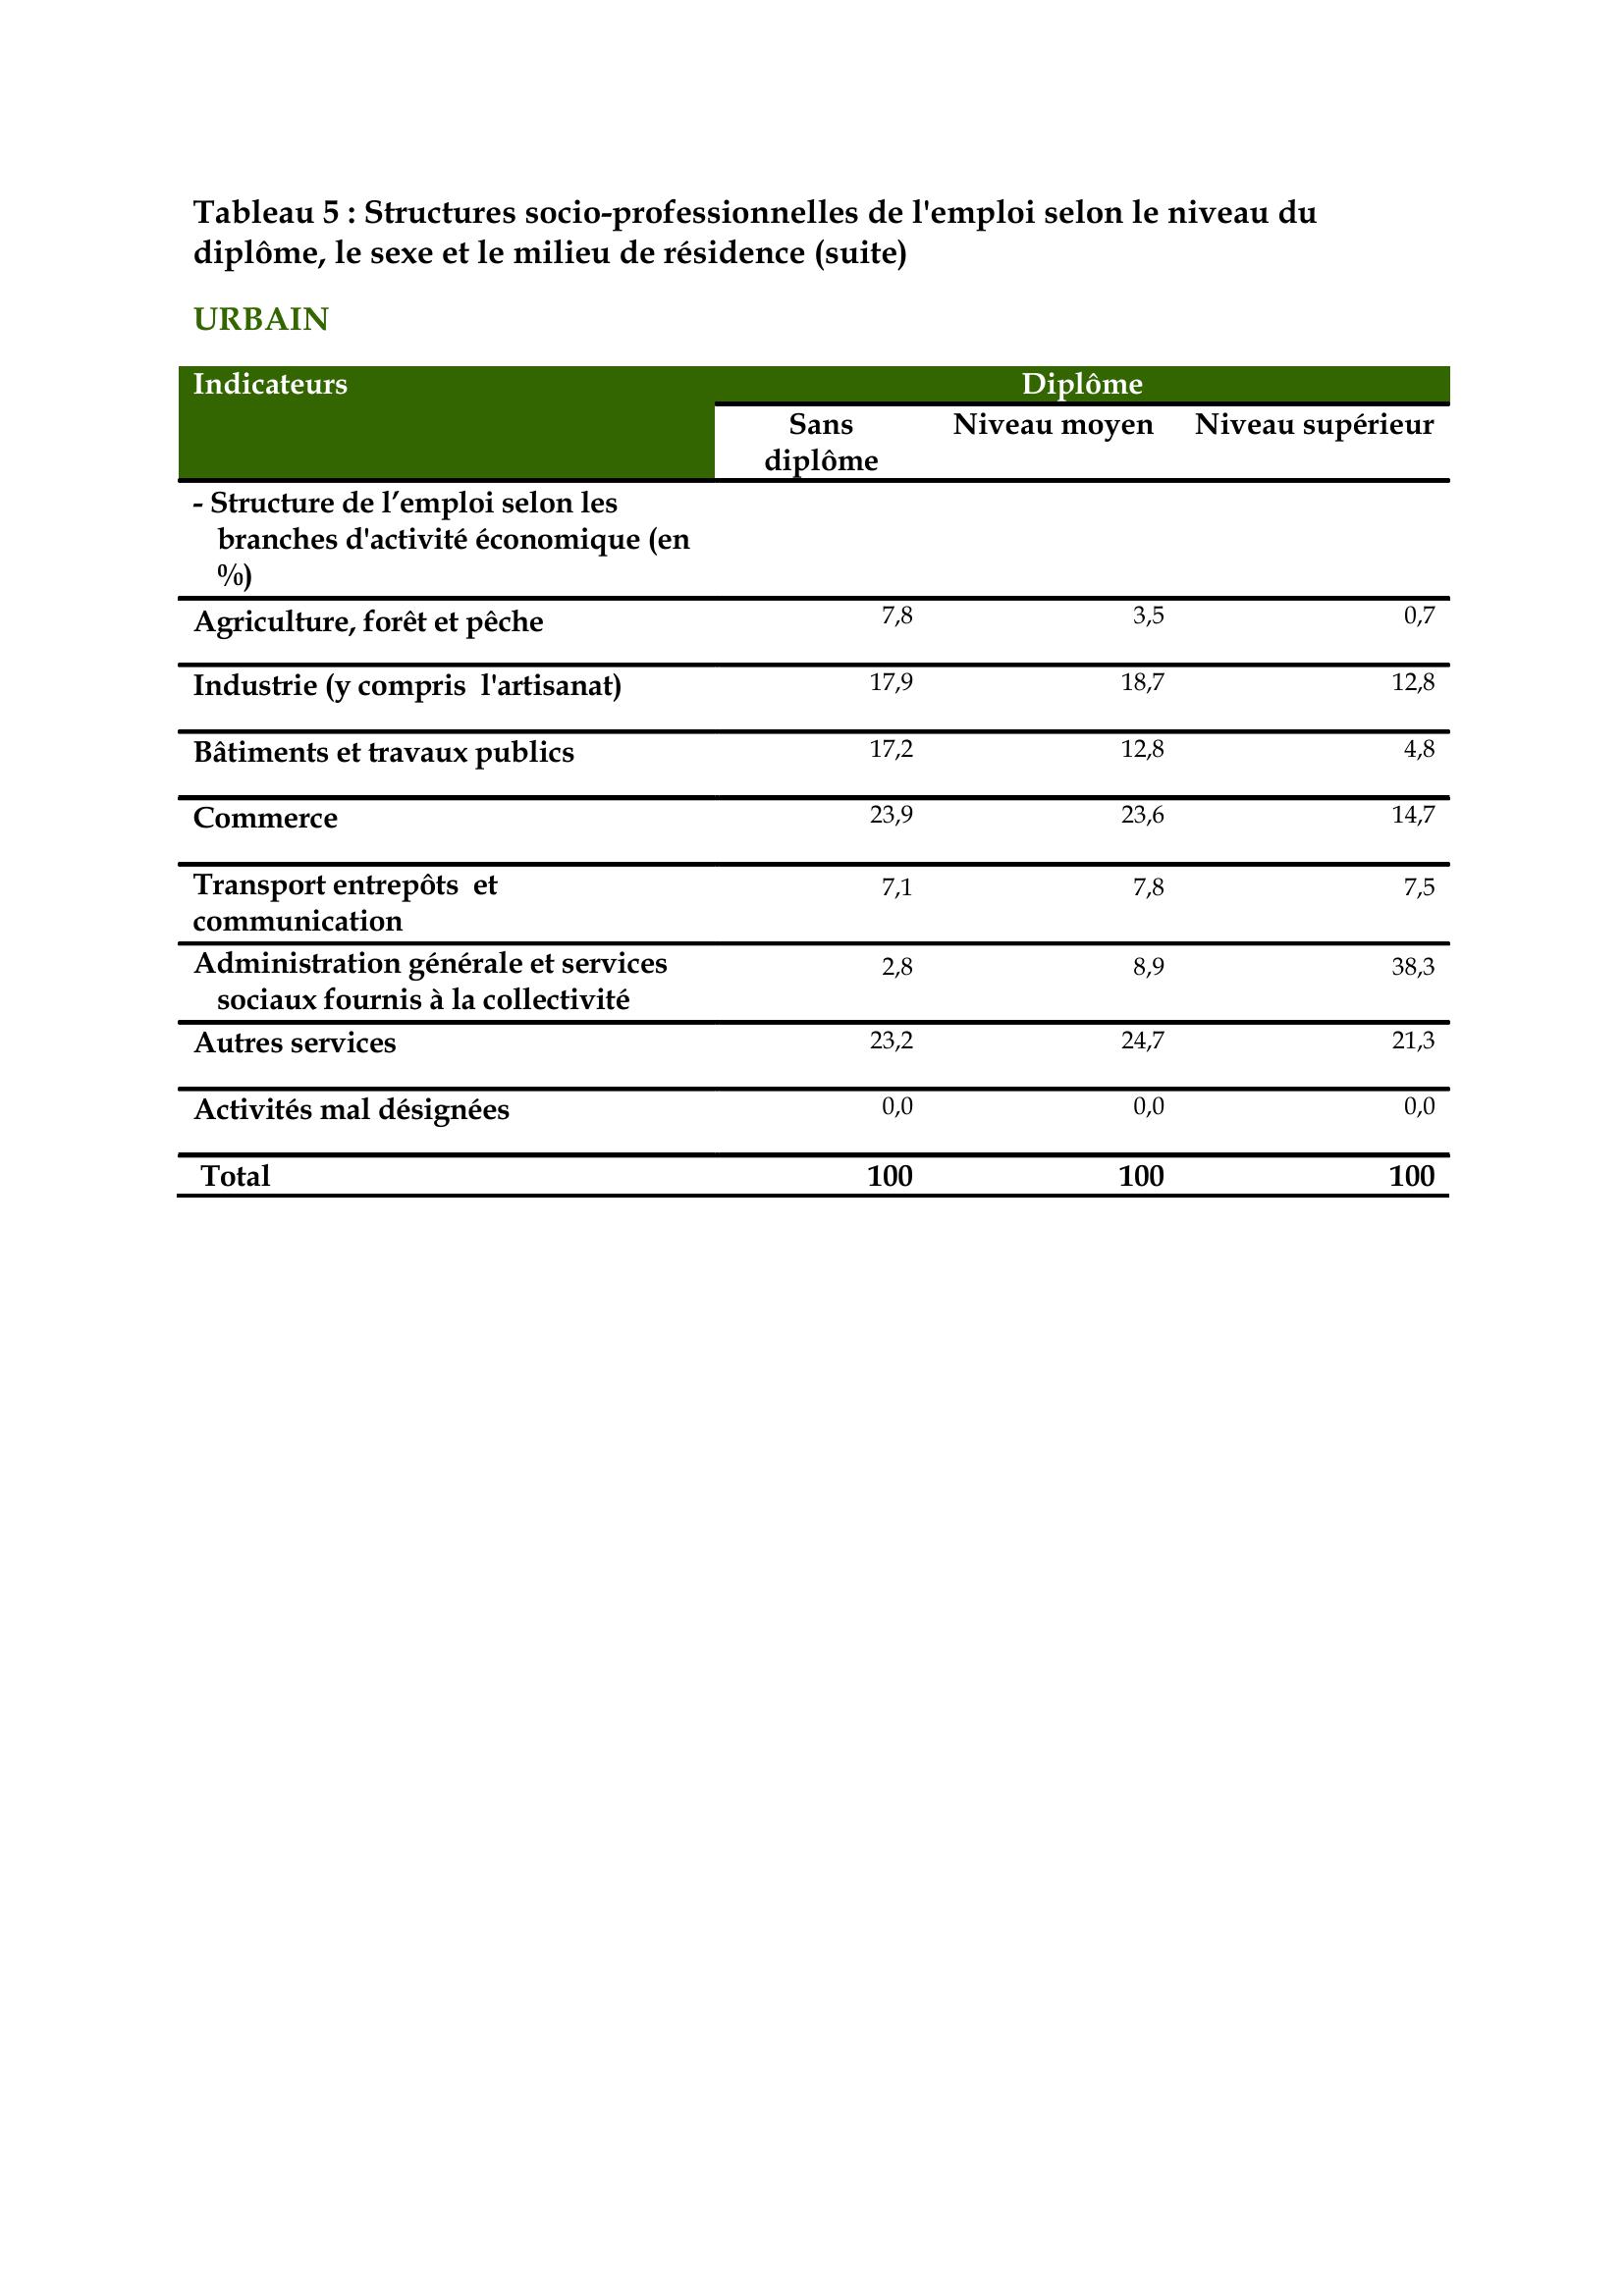 Tableau 5 : Structures socio-professionnelles de l'emploi selon le niveau du
diplôme, le sexe et le milieu de résidence (suite)
URBAIN
Indicateurs Diplôme
Sans Niveau moyen Niveau supérieur
diplôme
- Structure de l’emploi selon les
branches d'activité économique (en
%)
Agriculture, forêt et pêche 7,8 3,5 0,7
Industrie (y compris l'artisanat) 17,9 18,7 12,8
Bâtiments et travaux publics 17,2 12,8 4,8
Commerce 23,9 23,6 14,7
Transport entrepôts et 7,1 7,8 7,5
communication
Administration générale et services 2,8 8,9 38,3
sociaux fournis à la collectivité
Autres services 23,2 24,7 21,3
Activités mal désignées 0,0 0,0 0,0
Total 100 100 100